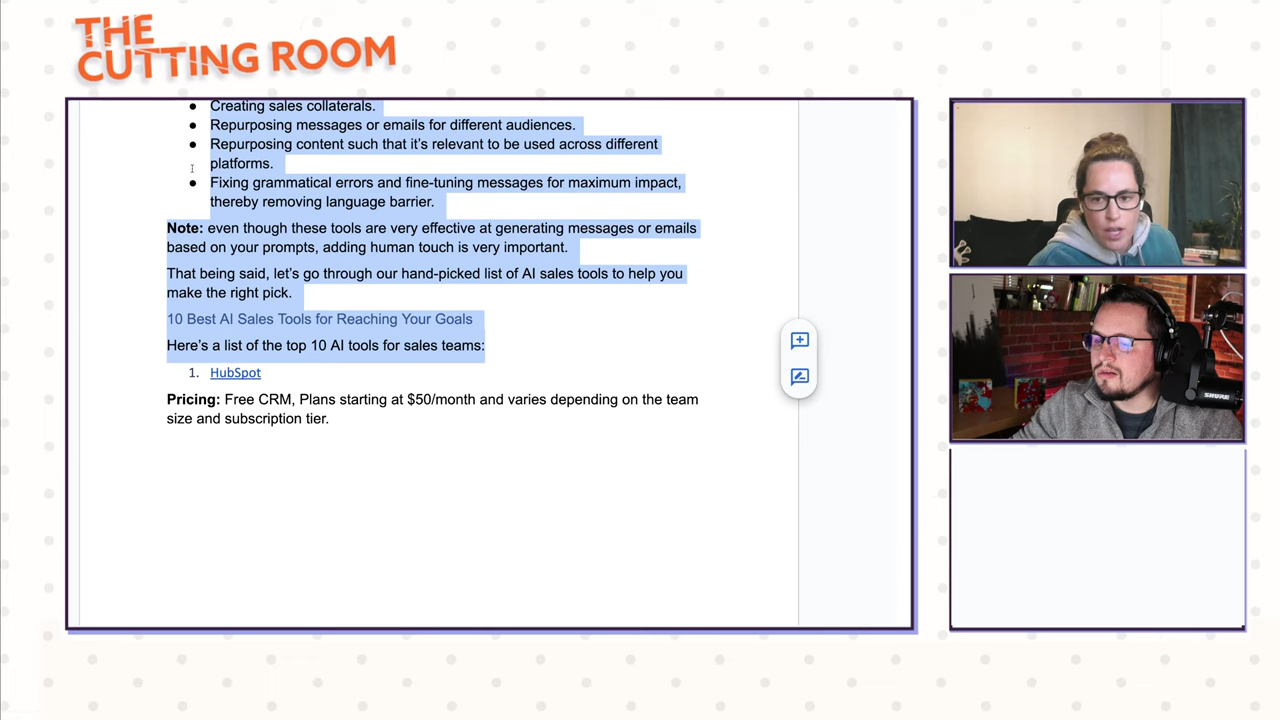 THE
CUTTING ROOM
● Creating sales collaterals.
● Repurposing messages or emails for different audiences.
● Repurposing content such that it’s relevant to be used across different
platforms.
● Fixing grammatical errors and fine-tuning messages for maximum impact,
thereby removing language barrier.
Note: even though these tools are very effective at generating messages or emails
based on your prompts, adding human touch is very important.
That being said, let’s go through our hand-picked list of AI sales tools to help you
make the right pick.
10 Best AI Sales Tools for Reaching Your Goals
Here’s a list of the top 10 AI tools for sales teams:
1. HubSpot
Pricing: Free CRM, Plans starting at $50/month and varies depending on the team
size and subscription tier.
SHURE